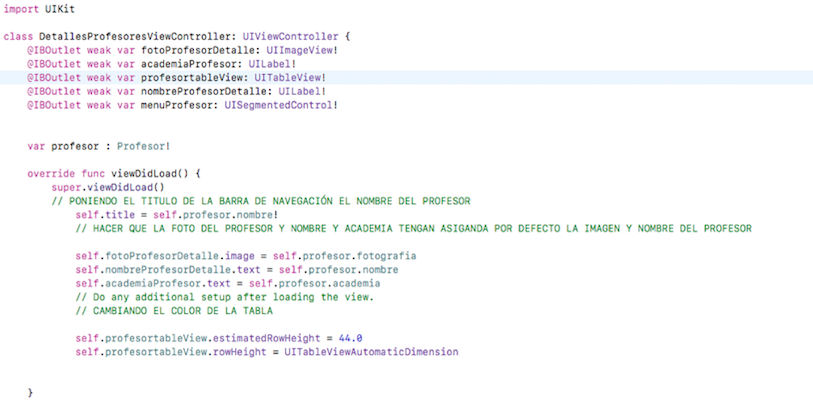 import UIKit
class DetallesProfesoresViewController: UIViewController {
@IBOutlet weak var fotoProfesorDetalle: UIImageView!
@IBOutlet weak var academiaProfesor: UILabel!
@IBOutlet weak var profesortableView: UITableView!
@IBOutlet weak var nombreProfesorDetalle: UILabel!
@IBOutlet weak var menuProfesor: UISegmentedControl!
var profesor : Profesor!
override func viewDidLoad() {
super.viewDidLoad()
// PONIENDO EL TITULO DE LA BARRA DE NAVEGACIÓN EL NOMBRE DEL PROFESOR
self.title = self.profesor.nombre!
// HACER QUE LA FOTO DEL PROFESOR Y NOMBRE Y ACADEMIA TENGAN ASIGANDA POR DEFECTO LA IMAGEN Y NOMBRE DEL PROFESOR
self.fotoProfesorDetalle.image = self.profesor.fotografia
self.nombreProfesorDetalle.text = self.profesor.nombre
self.academiaProfesor.text = self.profesor.academia
// Do any additional setup after loading the view.
// CAMBIANDO EL COLOR DE LA TABLA
self.profesortableView.estimatedRowHeight = 44.0
self.profesortableView.rowHeight = UITableViewAutomaticDimension
}